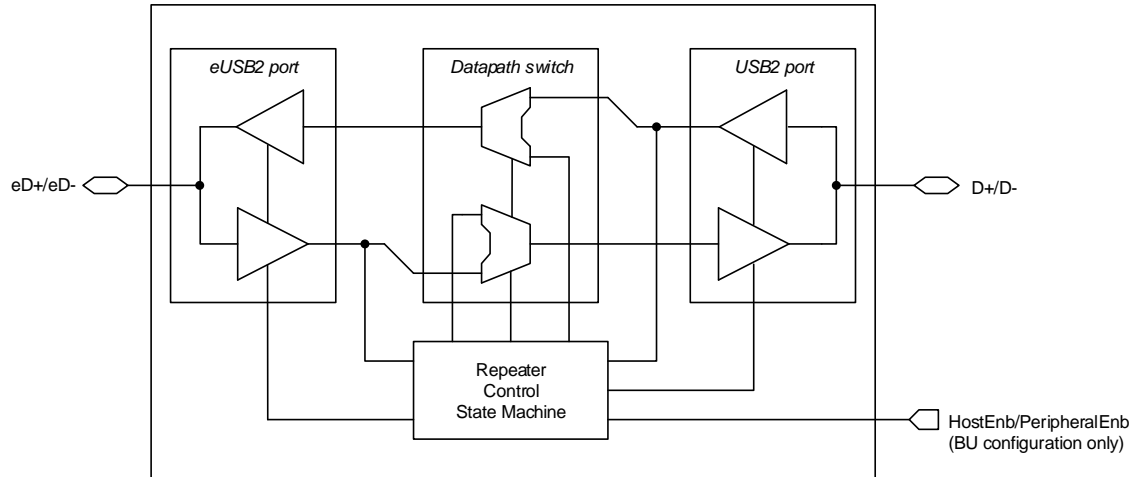 eUSB2 port
Datapath switch
USB2 port
eD+/eD-
D+/D-
Repeater
Control
State Machine
HostEnb/PeripheralEnb
(BU configuration only)